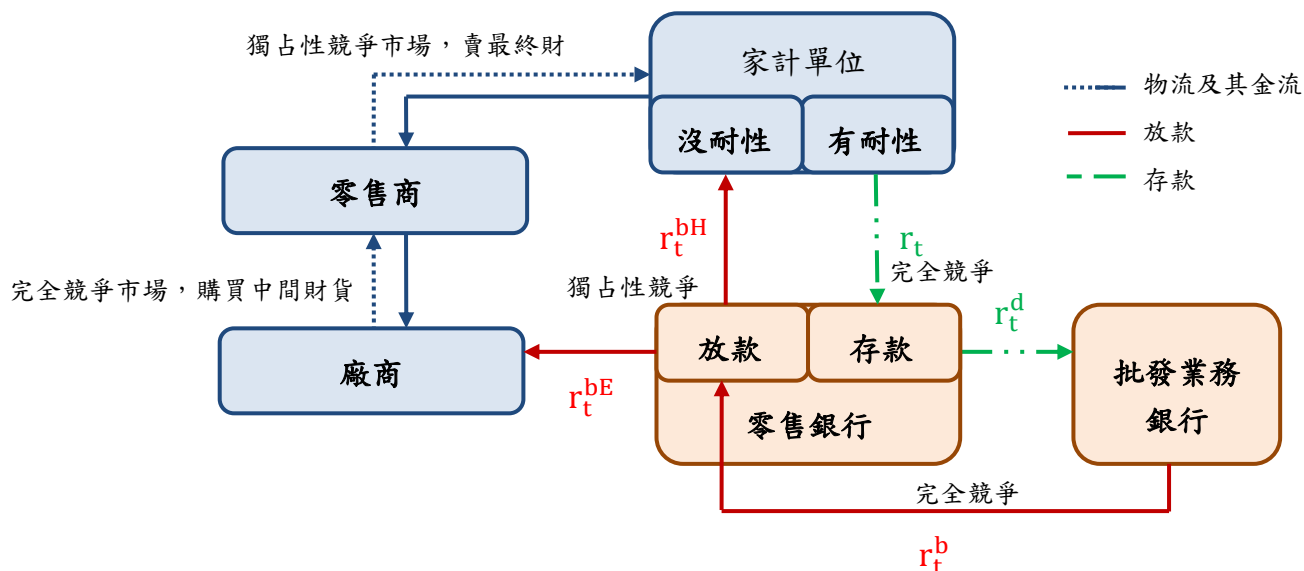 獨占性競爭市場，賣最終財
家計單位
物流及其金流
沒耐性
有耐性
放款
存款
零售商
r_t^{bH}
r_t
完全競爭
完全競爭市場，購買中間財貨
獨占性競爭
r_t^d
廠商
放款
存款
批發業務
銀行
r_t^{bE}
零售銀行
完全競爭
r_t^b